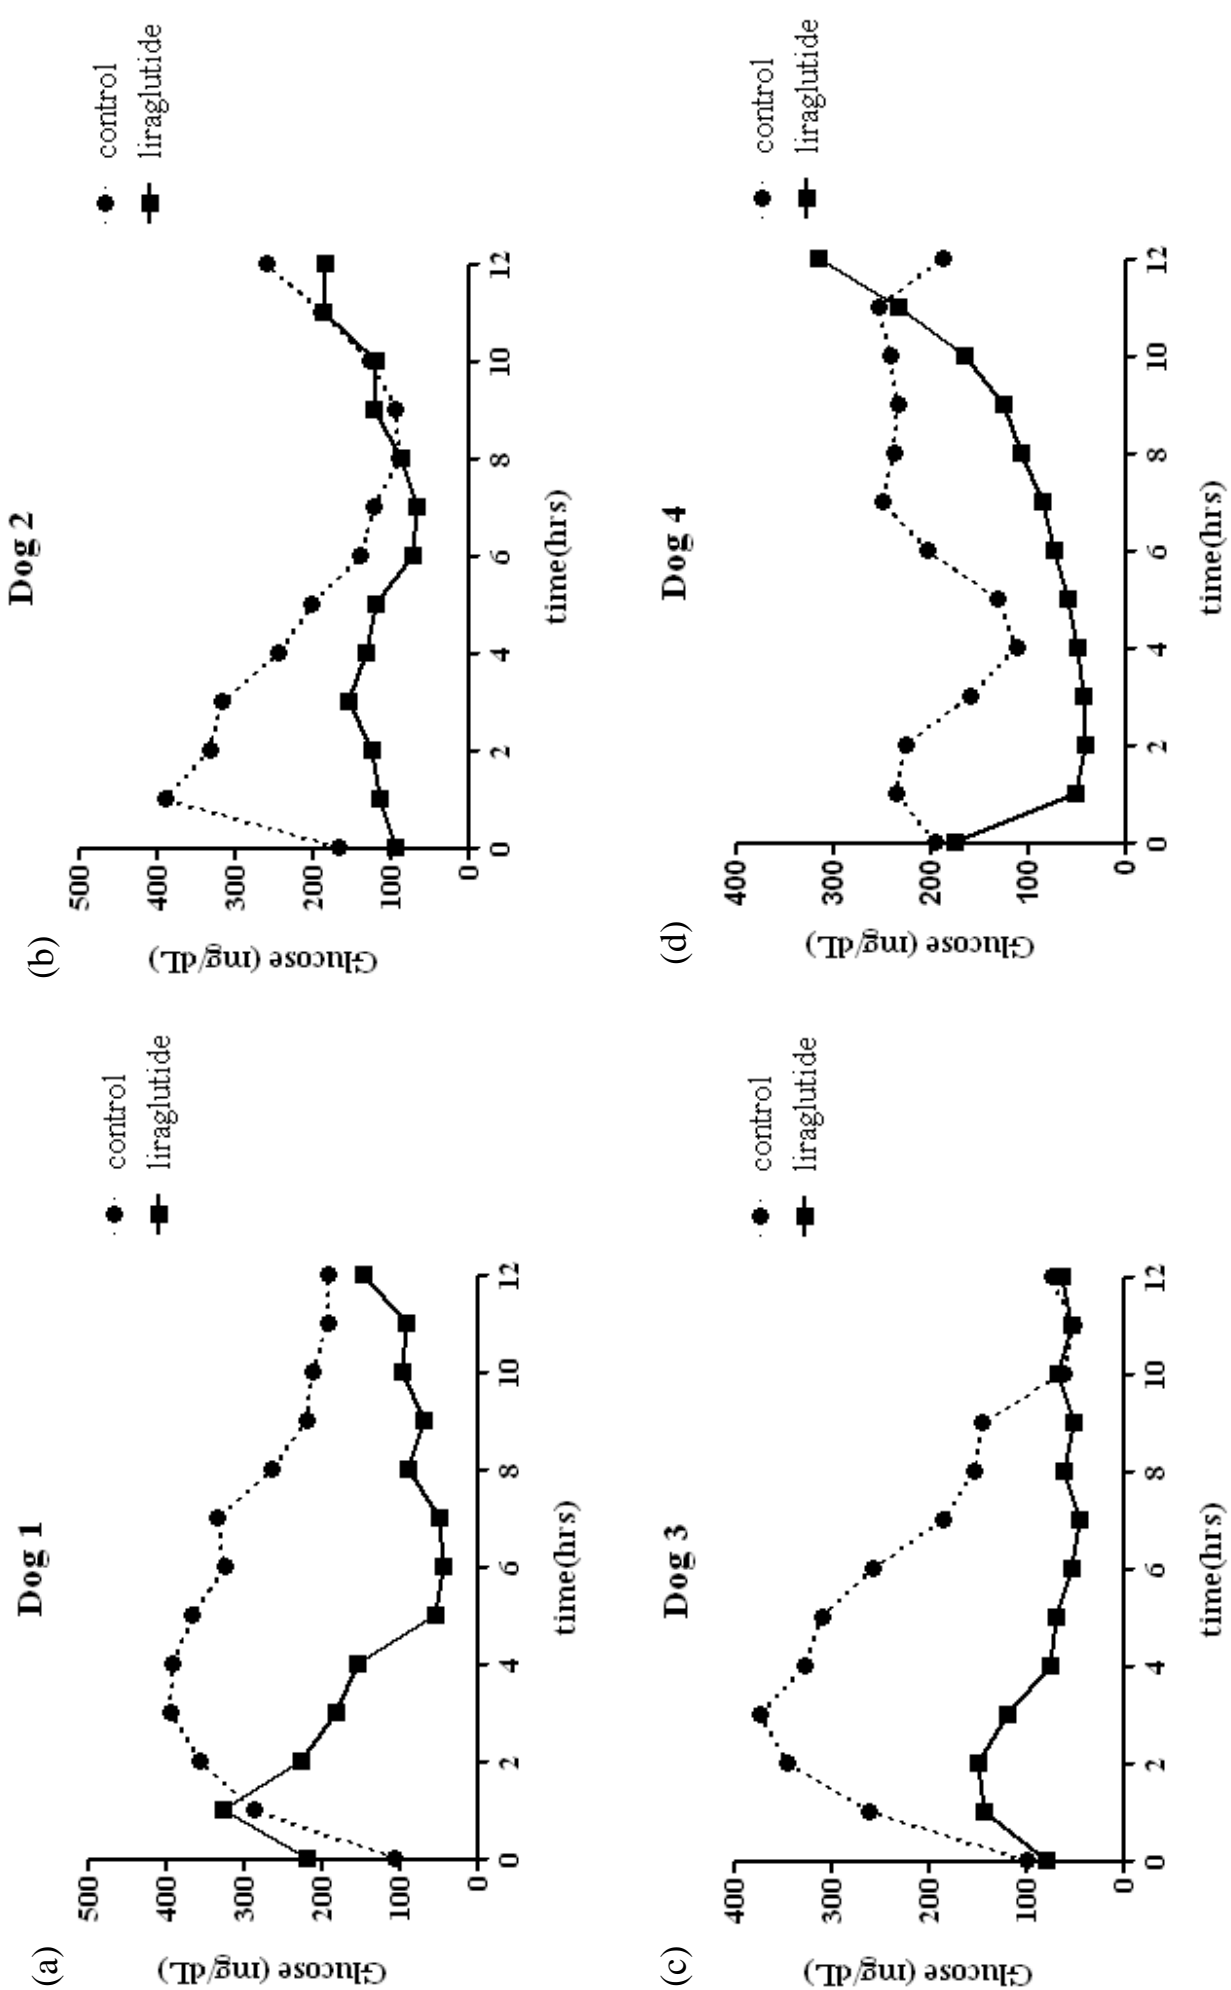 (a)
Dog 1
control
liraglutide
Glucose (mg/dL)
500
400
300
200
100
0
0 2 4 6 8 10 12
time(hrs)
(b)
Dog 2
control
liraglutide
Glucose (mg/dL)
500
400
300
200
100
0
0 2 4 6 8 10 12
time(hrs)
(c)
Dog 3
control
liraglutide
Glucose (mg/dL)
400
300
200
100
0
0 2 4 6 8 10 12
time(hrs)
(d)
Dog 4
control
liraglutide
Glucose (mg/dL)
400
300
200
100
0
0 2 4 6 8 10 12
time(hrs)